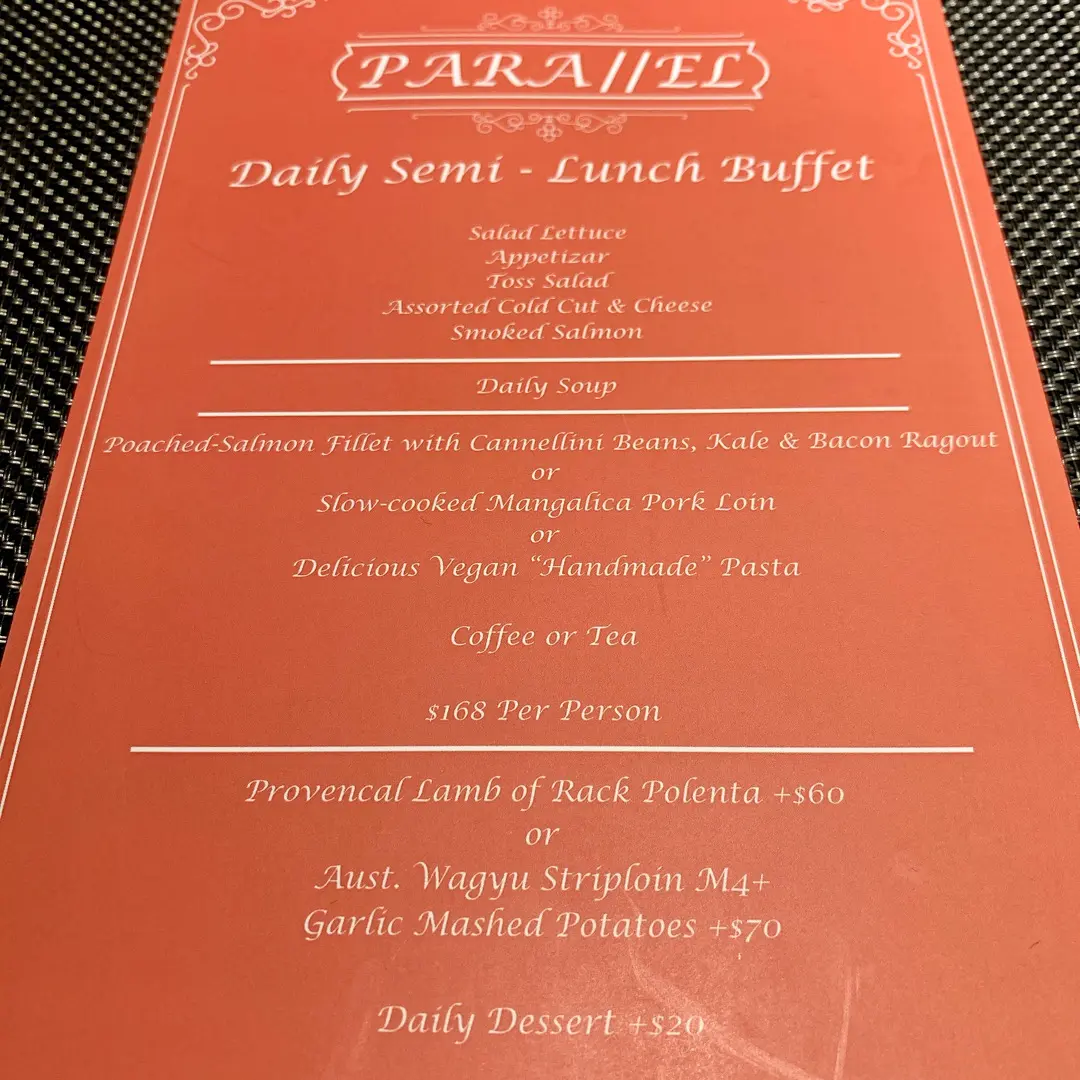 PARA//EL
Daily Semi - Lunch Buffet
Salad Lettuce
Appetizar
Toss Salad
Assorted Cold Cut & Cheese
Smoked Salmon
Daily Soup
Poached-Salmon Fillet with Cannellini Beans, Kale & Bacon Ragout
or
Slow-cooked Mangalica Pork Loin
or
Delicious Vegan “Handmade” Pasta
Coffee or Tea
$168 Per Person
Provencal Lamb of Rack Polenta +$60
or
Aust. Wagyu Striploin M4+
Garlic Mashed Potatoes +$70
Daily Dessert +$20